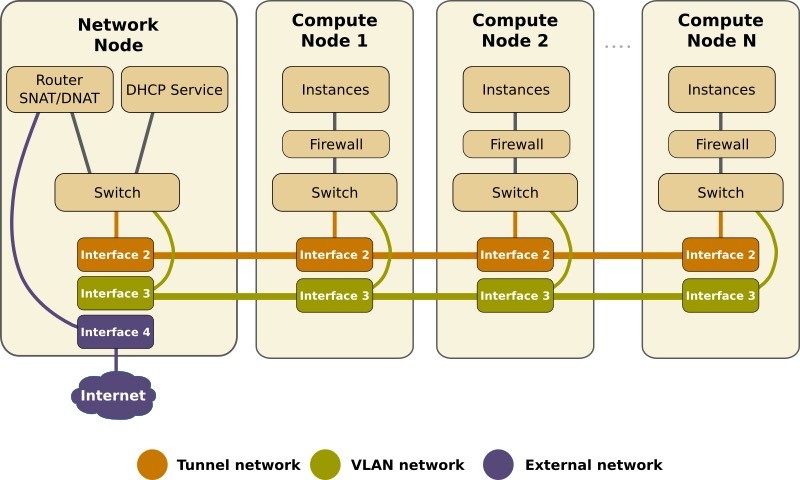 Network
Node
Router
SNAT/DNAT
DHCP Service
Switch
Interface 2
Interface 3
Interface 4
Internet
Compute
Node 1
Instances
Firewall
Switch
Interface 2
Interface 3
Compute
Node 2
Instances
Firewall
Switch
Interface 2
Interface 3
....
Compute
Node N
Instances
Firewall
Switch
Interface 2
Interface 3
Tunnel network
VLAN network
External network